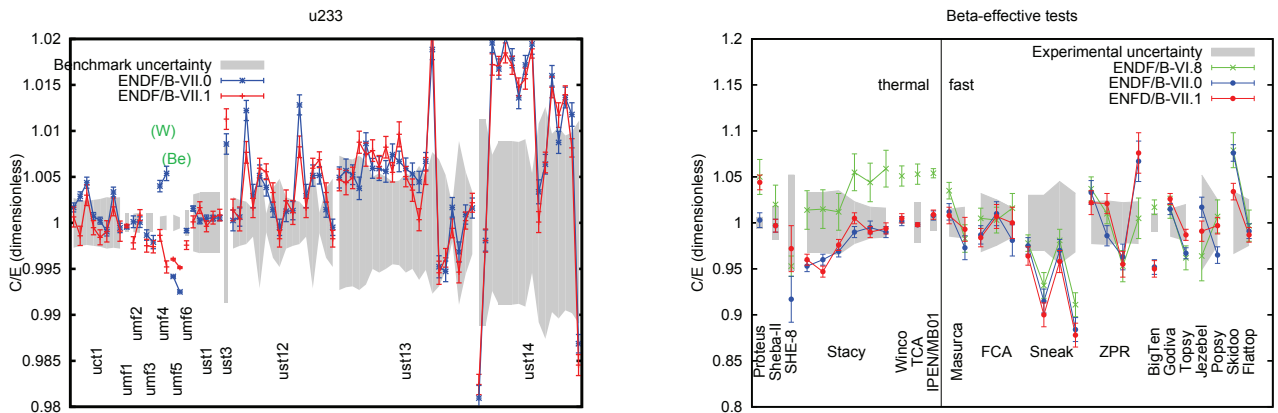 u233
1.02
1.015
1.01
1.005
1
0.995
0.99
0.985
0.98
C/E (dimensionless)
Benchmark uncertainty
ENDF/B-VII.0
ENDF/B-VII.1
(W)
(Be)
uct1
umf1
umf2
umf3
umf4
umf5
umf6
ust1
ust3
ust12
ust13
ust14
Beta-effective tests
1.2
1.15
1.1
1.05
1
0.95
0.9
0.85
0.8
C/E (dimensionless)
Experimental uncertainty
ENDF/B-VI.8
ENDF/B-VII.0
ENFD/B-VII.1
thermal
fast
Proteus
Sheba-II
SHE-8
Stacy
Winco
TCA
IPEN/MB01
Masurca
FCA
Sneak
ZPR
BigTen
Godiva
Topsy
Jezebel
Popsy
Skidoo
Flattop